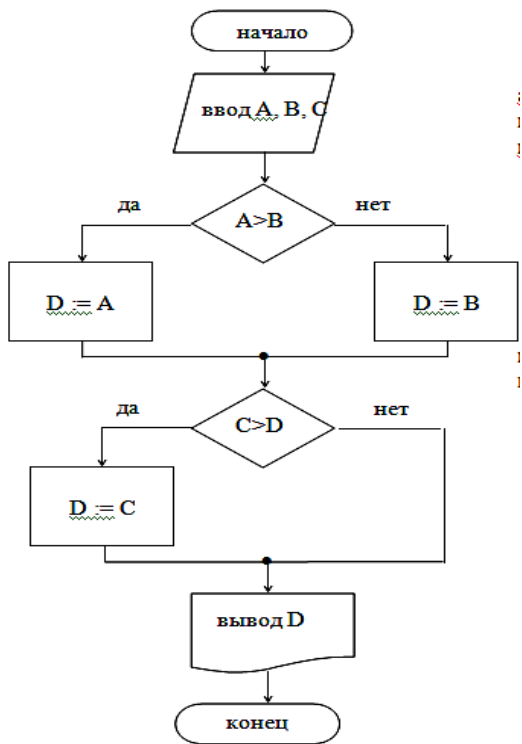 начало
ввод A, B, C
да
A>B
нет
D := A
D := B
да
C>D
нет
D := C
вывод D
конец